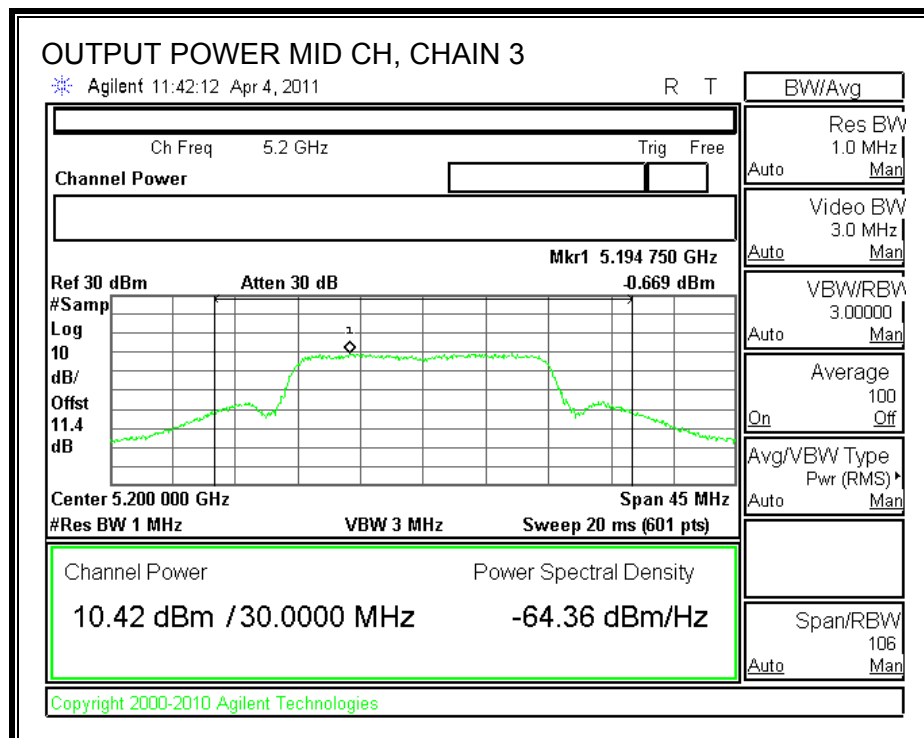 OUTPUT POWER MID CH, CHAIN 3
Agilent 11:42:12 Apr 4, 2011
R T
Ch Freq 5.2 GHz
Trig Free
Channel Power
Mkr1 5.194 750 GHz
Ref 30 dBm
Atten 30 dB
-0.669 dBm
#Samp
Log
10
dB/
Offst
11.4
dB
1
Center 5.200 000 GHz
Span 45 MHz
#Res BW 1 MHz
VBW 3 MHz
Sweep 20 ms (601 pts)
Channel Power
Power Spectral Density
10.42 dBm / 30.0000 MHz
-64.36 dBm/Hz
Copyright 2000-2010 Agilent Technologies
BW/Avg
Res BW
1.0 MHz
Auto Man
Video BW
3.0 MHz
Auto Man
VBW/RBW
3.00000
Auto Man
Average
100
On Off
Avg/VBW Type
Pwr (RMS)
Auto Man
Span/RBW
106
Auto Man